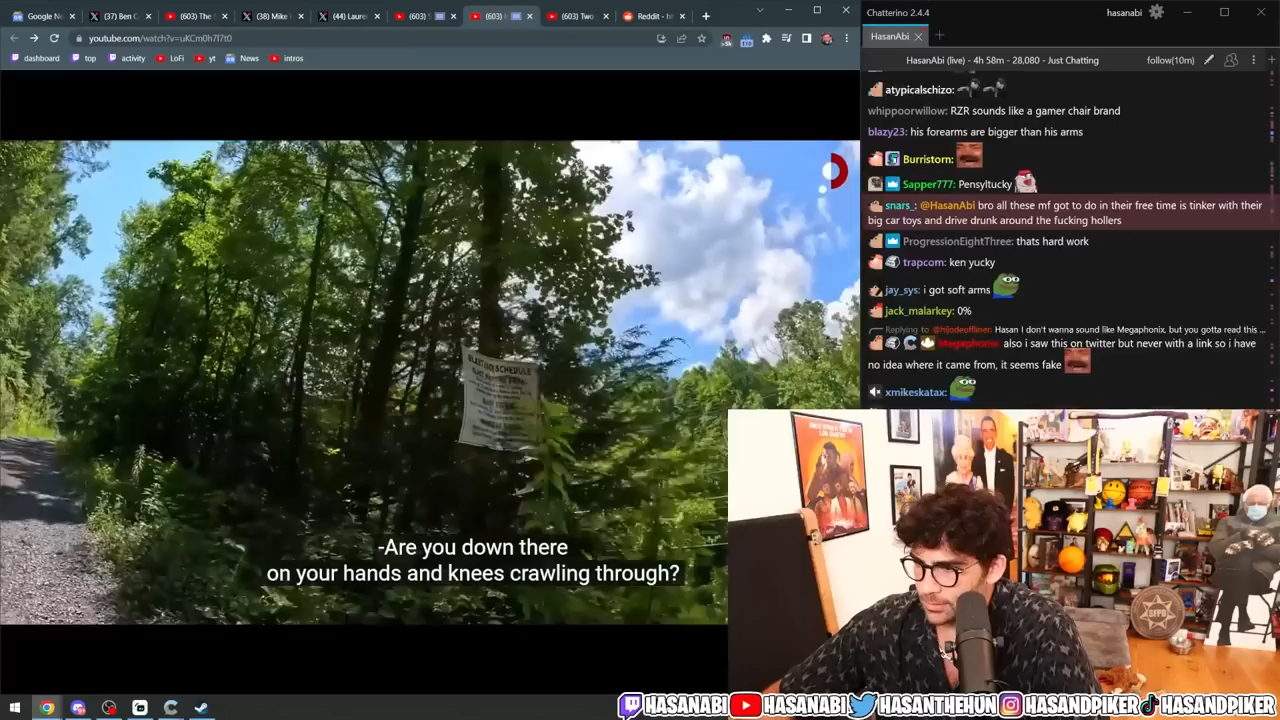 Google Ne
(37) Ben C
(603) The S
(38) Mike
(44) Laure
(603) S
(603)
(603) Two
Reddit - h
youtube.com/watch?v=uKCm0h7I7t0
dashboard
top
activity
LoFi
yt
News
intros
BLASTING SCHEDULE
-Are you down there
on your hands and knees crawling through?
Chatterino 2.4.4
hasanabi
HasanAbi
HasanAbi (live) - 4h 58m - 28,080 - Just Chatting
follow(10m)
atypicalschizo:
whippoorwillow: RZR sounds like a gamer chair brand
blazy23: his forearms are bigger than his arms
Burristorn:
Sapper777: Pensyltucky
snars_: @HasanAbi bro all these mf got to do in their free time is tinker with their
big car toys and drive drunk around the fucking hollers
ProgressionEightThree: thats hard work
trapcom: ken yucky
jay_sys: i got soft arms
jack_malarkey: 0%
Replying to @hijodeoffliner: Hasan I don't wanna sound like Megaphonix, but you gotta read this ...
Megaphonix: also i saw this on twitter but never with a link so i have
no idea where it came from, it seems fake
xmikeskatax:
SFPD
HASANABI
HASANABI
HASANTHEHUN
HASANDPIKER
HASANDPIKER